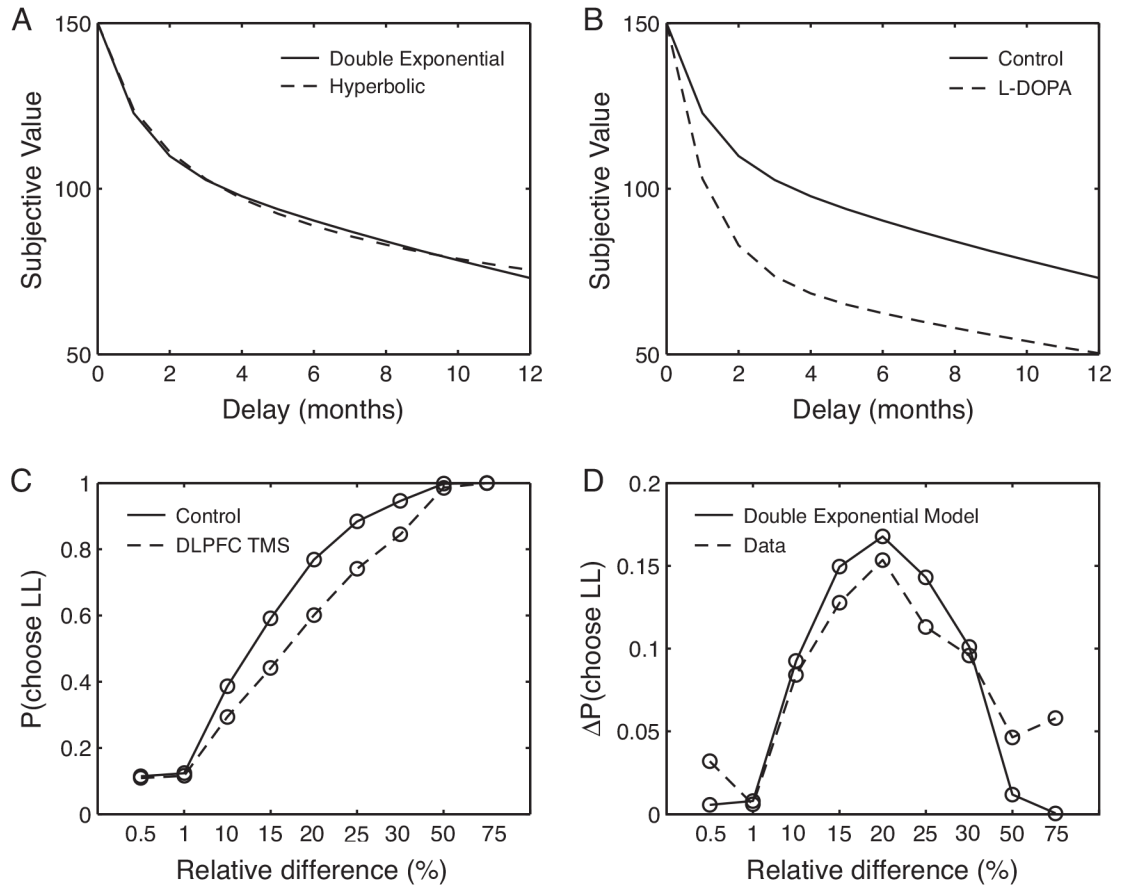 A
Subjective Value
150
100
50
Double Exponential
Hyperbolic
0 2 4 6 8 10 12
Delay (months)
B
Subjective Value
150
100
50
Control
L-DOPA
0 2 4 6 8 10 12
Delay (months)
C
P(choose LL)
1
0.8
0.6
0.4
0.2
0
Control
DLPFC TMS
0.5 1 10 15 20 25 30 50 75
Relative difference (%)
D
ΔP(choose LL)
0.2
0.15
0.1
0.05
0
Double Exponential Model
Data
0.5 1 10 15 20 25 30 50 75
Relative difference (%)